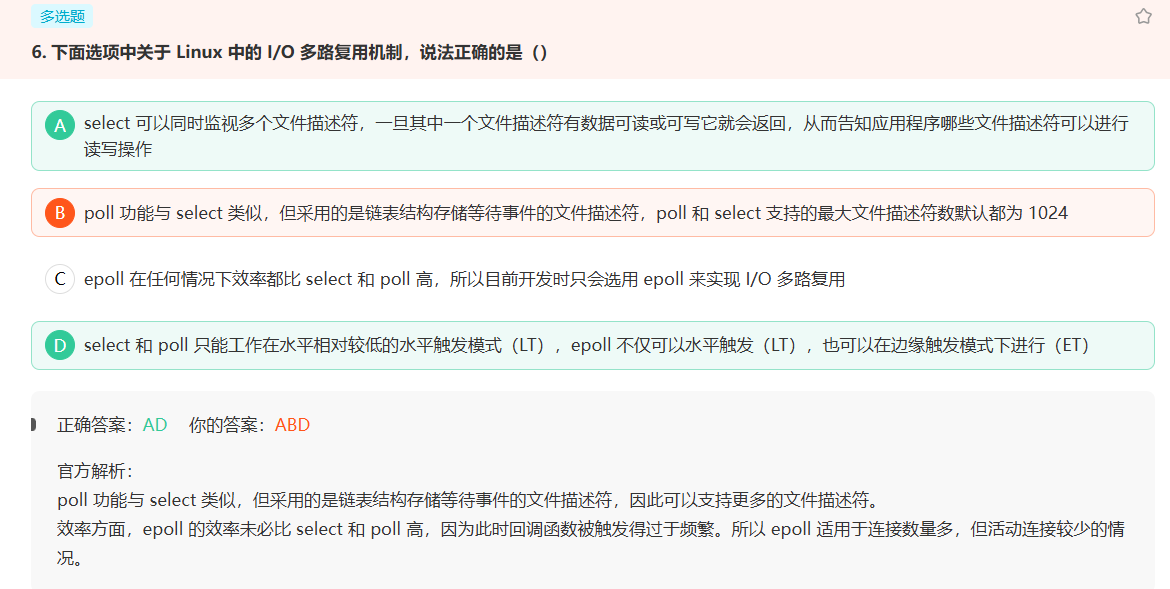 多选题
6. 下面选项中关于 Linux 中的 I/O 多路复用机制，说法正确的是（）
A select 可以同时监视多个文件描述符，一旦其中一个文件描述符有数据可读或可写它就会返回，从而告知应用程序哪些文件描述符可以进行
读写操作
B poll 功能与 select 类似，但采用的是链表结构存储等待事件的文件描述符，poll 和 select 支持的最大文件描述符数默认都为 1024
C epoll 在任何情况下效率都比 select 和 poll 高，所以目前开发时只会选用 epoll 来实现 I/O 多路复用
D select 和 poll 只能工作在水平相对较低的水平触发模式（LT），epoll 不仅可以水平触发（LT），也可以在边缘触发模式下进行（ET）
正确答案：AD 你的答案：ABD
官方解析：
poll 功能与 select 类似，但采用的是链表结构存储等待事件的文件描述符，因此可以支持更多的文件描述符。
效率方面，epoll 的效率未必比 select 和 poll 高，因为此时回调函数被触发得过于频繁。所以 epoll 适用于连接数量多，但活动连接较少的情
况。